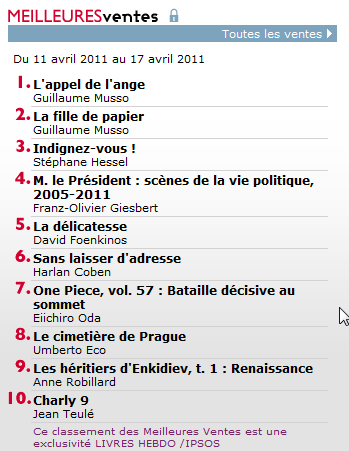 MEILLEURESventes
Toutes les ventes
Du 11 avril 2011 au 17 avril 2011
1. L'appel de l'ange
Guillaume Musso
2. La fille de papier
Guillaume Musso
3. Indignez-vous !
Stéphane Hessel
4. M. le Président : scènes de la vie politique,
2005-2011
Franz-Olivier Giesbert
5. La délicatesse
David Foenkinos
6. Sans laisser d'adresse
Harlan Coben
7. One Piece, vol. 57 : Bataille décisive au
sommet
Eiichiro Oda
8. Le cimetière de Prague
Umberto Eco
9. Les héritiers d'Enkidiev, t. 1 : Renaissance
Anne Robillard
10. Charly 9
Jean Teulé
Ce classement des Meilleures Ventes est une
exclusivité LIVRES HEBDO /IPSOS